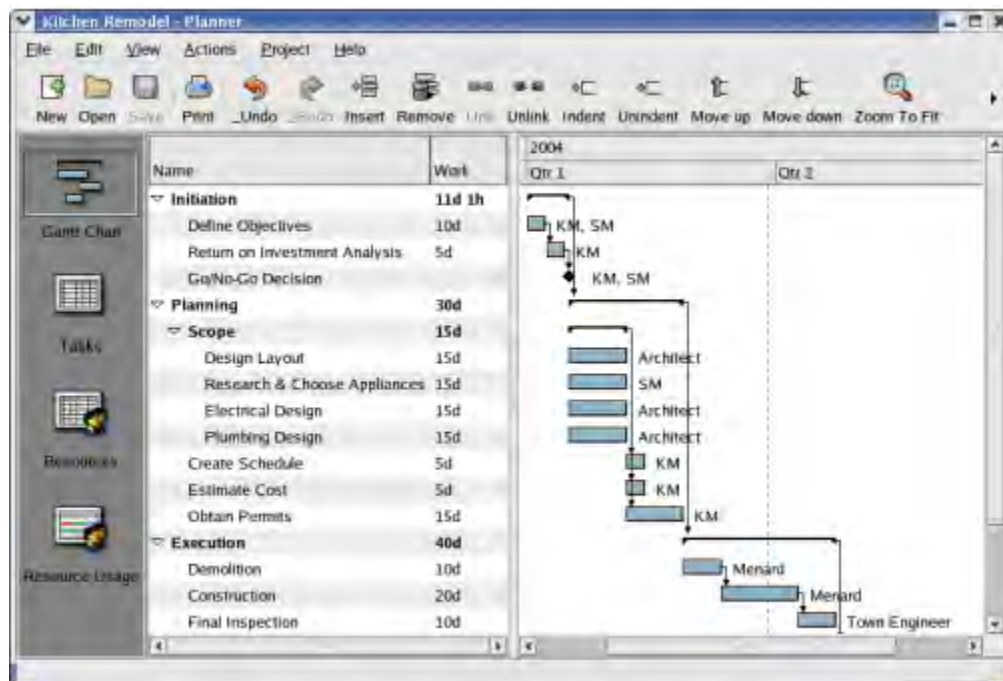 Kitchen Remodel - Planner
File Edit View Actions Project Help
New Open Save Print _Undo _Redo Insert Remove Link Unlink Indent Unindent Move up Move down Zoom To Fit
2004
Name Work Qtr 1 Qtr 2
Initiation 11d 1h
Gantt Chart Define Objectives 10d KM, SM
Return on Investment Analysis 5d KM
Go/No-Go Decision KM, SM
Planning 30d
Tasks Scope 15d
Design Layout 15d Architect
Research & Choose Appliances 15d SM
Electrical Design 15d Architect
Plumbing Design 15d Architect
Resources Create Schedule 5d KM
Estimate Cost 5d KM
Obtain Permits 15d KM
Execution 40d
Resource Usage Demolition 10d Menard
Construction 20d Menard
Final Inspection 10d Town Engineer